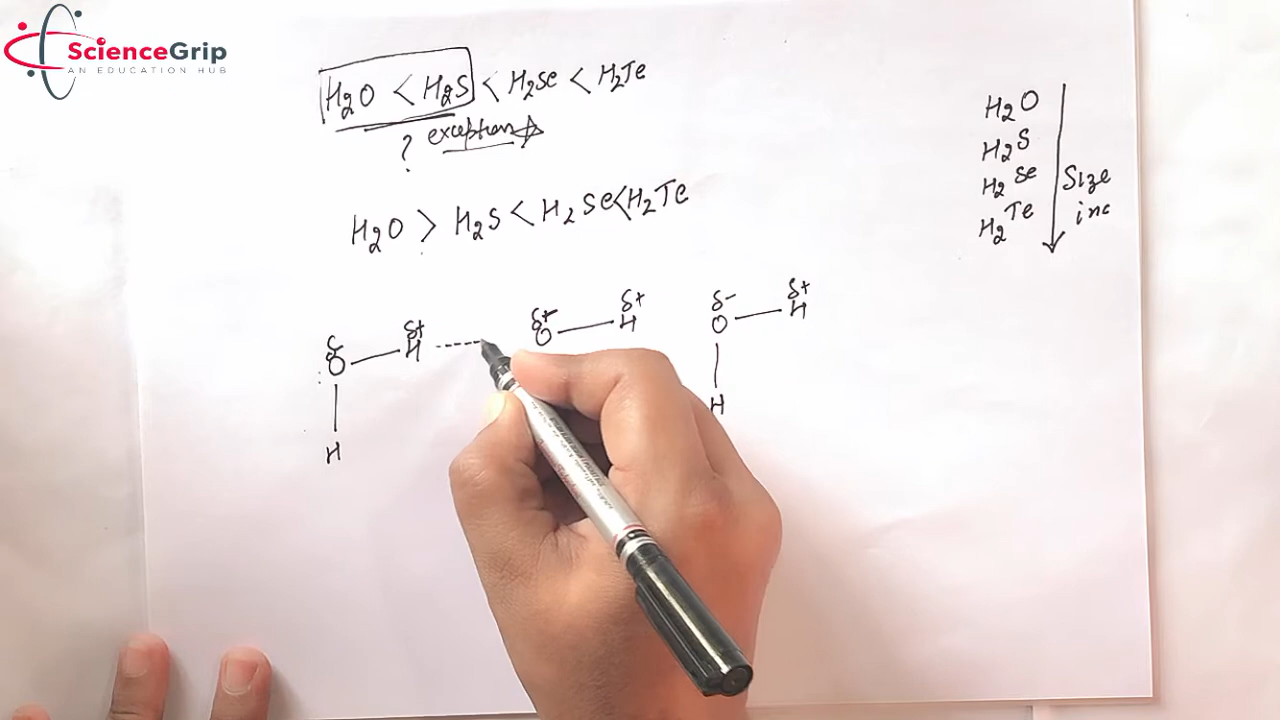 ScienceGrip
AN EDUCATION HUB
H₂O < H₂S < H₂Se < H₂Te
? exception
H₂O > H₂S < H₂Se < H₂Te
H₂O
H₂S
H₂Se
H₂Te
Size
inc
δ+ δ+ δ- δ+
O H O H
δ- δ+
O H
H H